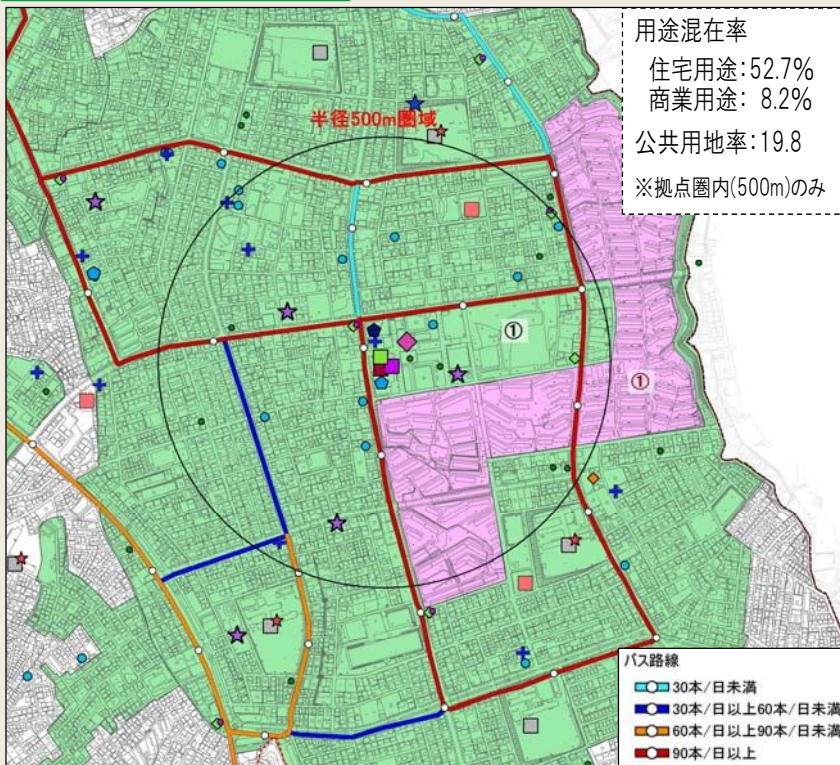 用途混在率
住宅用途:52.7%
商業用途: 8.2%
公共用地率:19.8
※拠点圏内(500m)のみ
半径500m圏域
①
①
バス路線
30本/日未満
30本/日以上60本/日未満
60本/日以上90本/日未満
90本/日以上